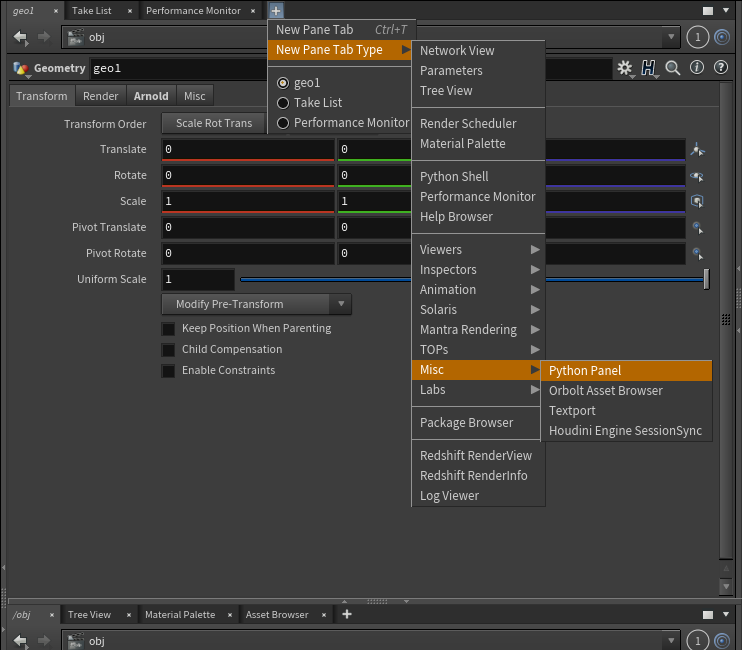 geo1 × Take List × Performance Monitor × +
New Pane Tab Ctrl+T
New Pane Tab Type
geo1
Take List
Performance Monitor
Network View
Parameters
Tree View
Render Scheduler
Material Palette
Python Shell
Performance Monitor
Help Browser
Viewers
Inspectors
Animation
Solaris
Mantra Rendering
TOPs
Misc
Labs
Package Browser
Redshift RenderView
Redshift RenderInfo
Log Viewer
Python Panel
Orbolt Asset Browser
Textport
Houdini Engine SessionSync
obj 1
Geometry geo1
Transform Render Arnold Misc
Transform Order Scale Rot Trans
Translate 0 0
Rotate 0 0
Scale 1 1
Pivot Translate 0 0
Pivot Rotate 0 0
Uniform Scale 1
Modify Pre-Transform
Keep Position When Parenting
Child Compensation
Enable Constraints
/obj × Tree View × Material Palette × Asset Browser × +
obj 1